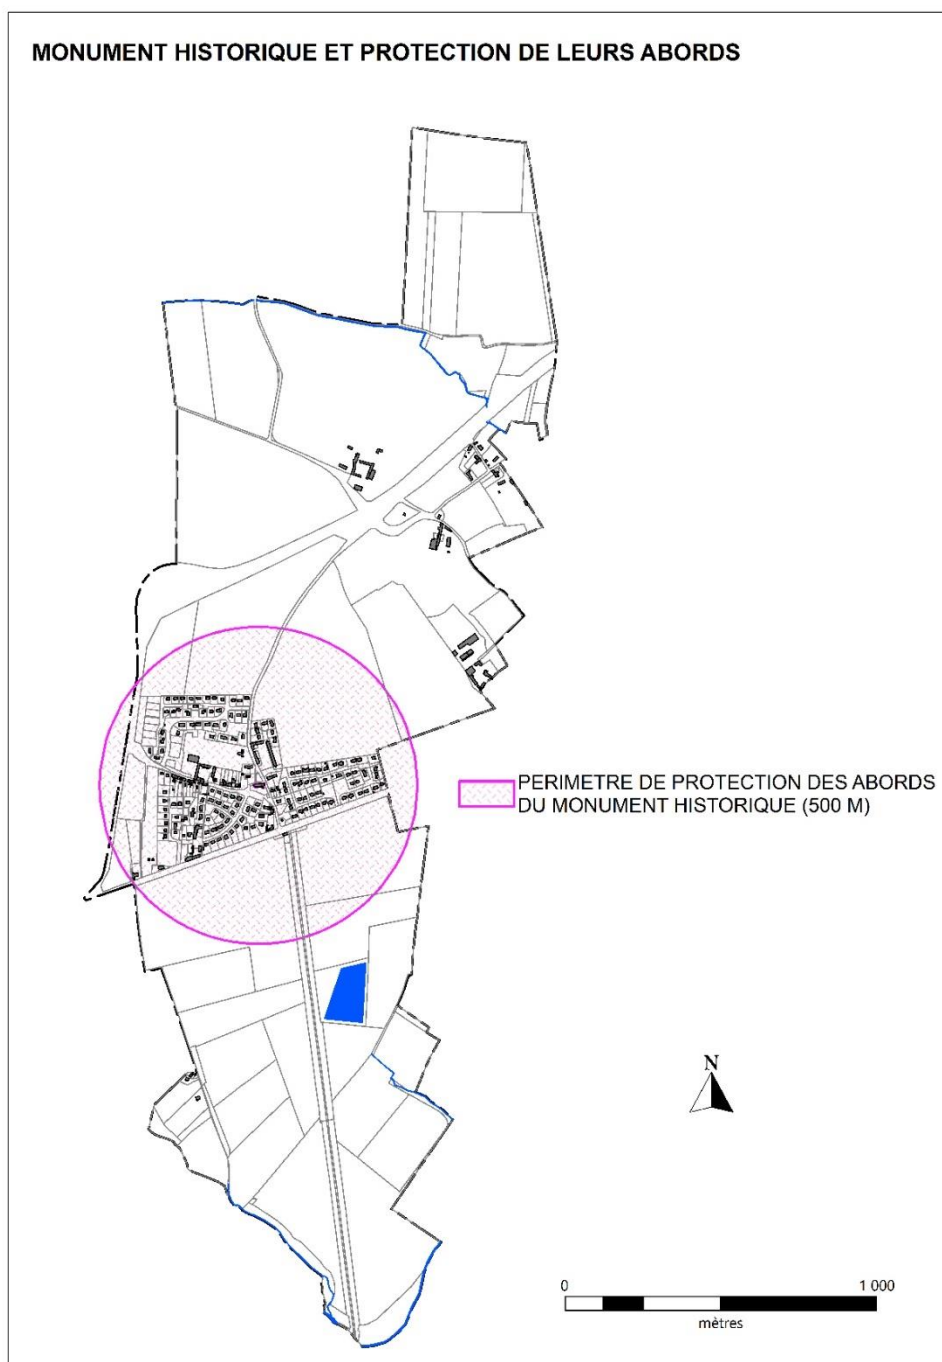 MONUMENT HISTORIQUE ET PROTECTION DE LEURS ABORDS
PERIMETRE DE PROTECTION DES ABORDS
DU MONUMENT HISTORIQUE (500 M)
N
0 1 000
mètres